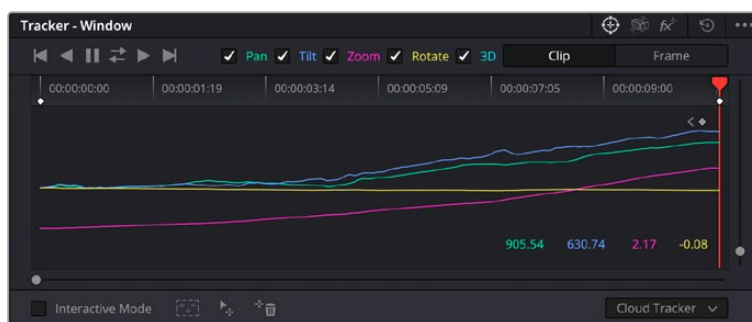 Tracker - Window
Pan Tilt Zoom Rotate 3D Clip Frame
00:00:00:00 00:00:01:19 00:00:03:14 00:00:05:09 00:00:07:05 00:00:09:00
905.54 630.74 2.17 -0.08
Interactive Mode Cloud Tracker